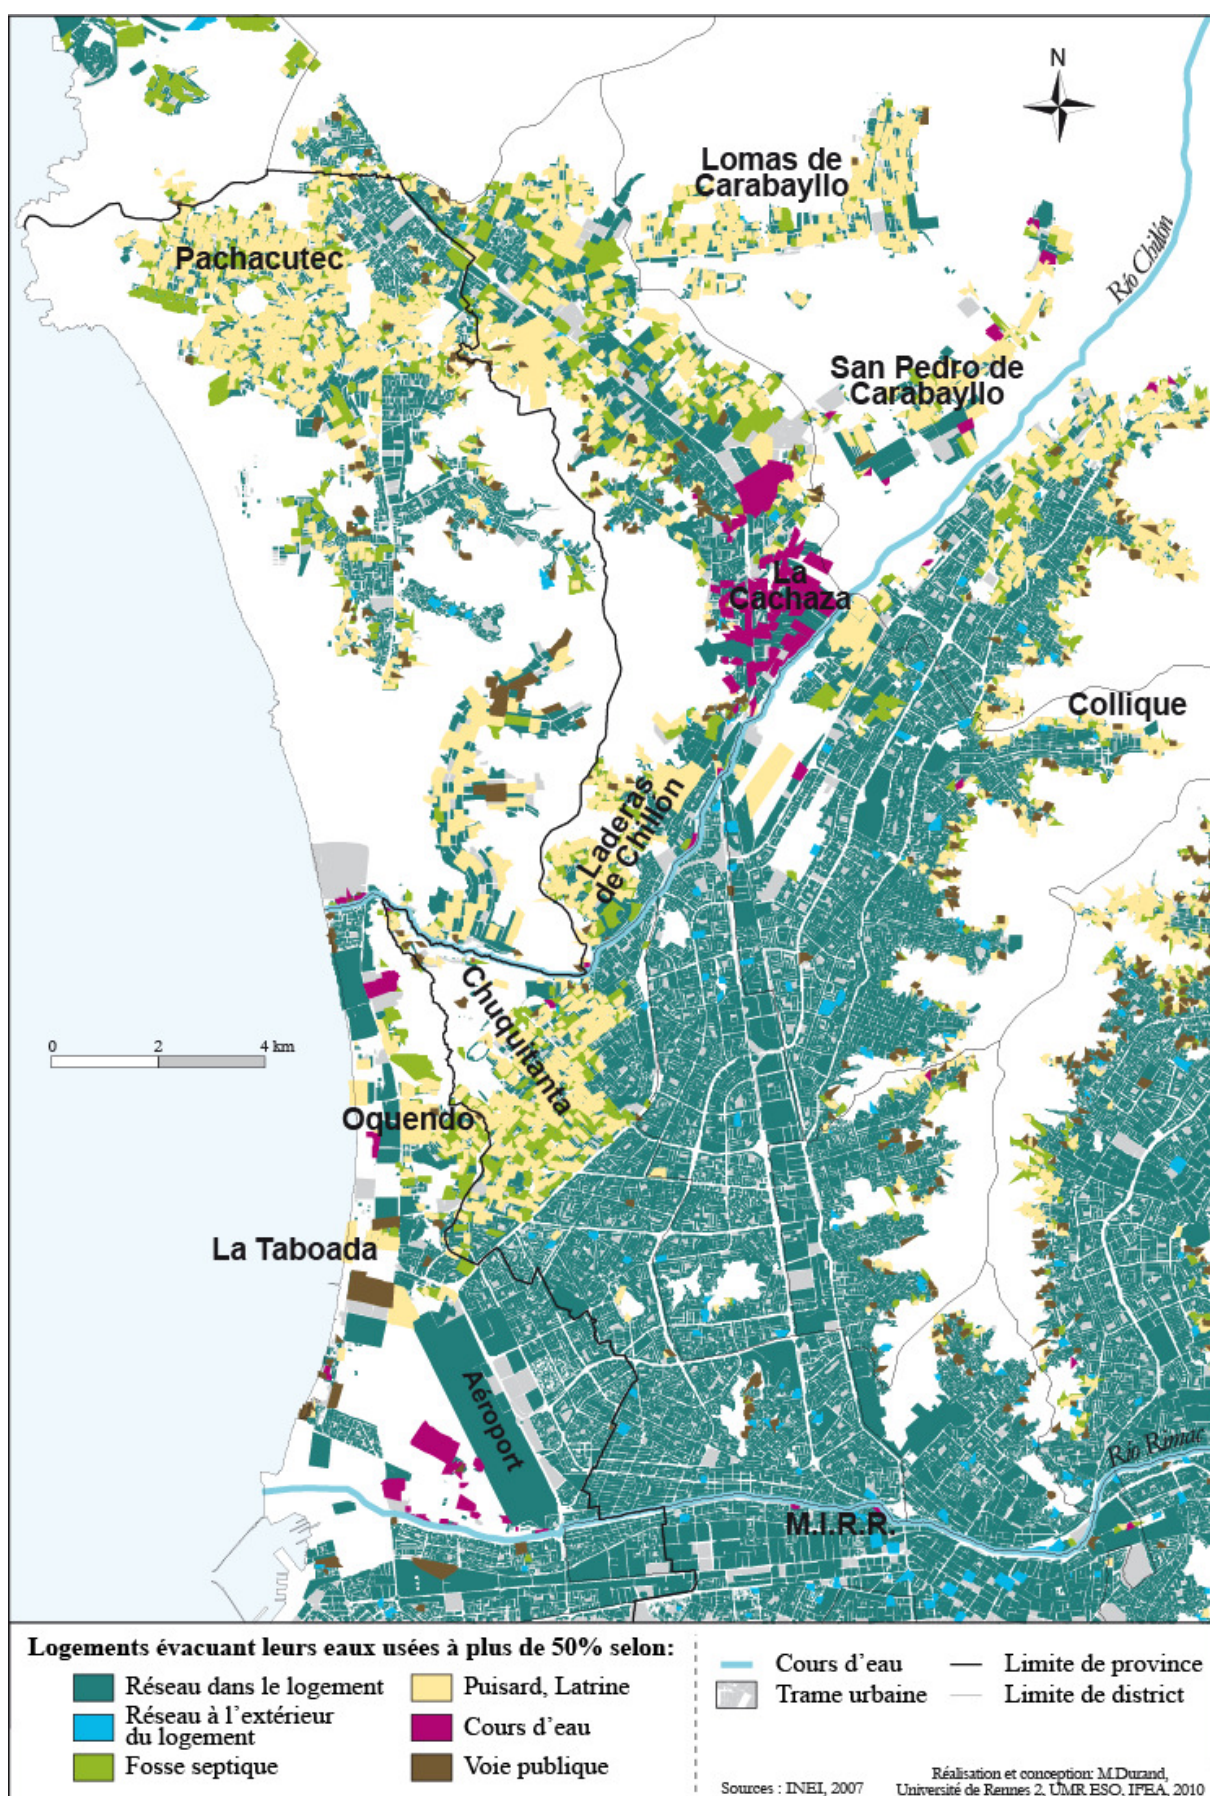 N
Lomas de
Carabayllo
Río Chilón
Pachacutec
San Pedro de
Carabayllo
La
Cachaza
Collique
Laderas
de Chillón
Chuquitanta
0 2 4 km
Oquendo
La Taboada
Aéroport
Río Rimac
M.I.R.R.
Logements évacuant leurs eaux usées à plus de 50% selon:
Réseau dans le logement
Réseau à l'extérieur
du logement
Fosse septique
Puisard, Latrine
Cours d'eau
Voie publique
Cours d'eau
Trame urbaine
Limite de province
Limite de district
Sources : INEI, 2007
Réalisation et conception: M.Durand,
Université de Rennes 2, UMR ESO, IFEA, 2010